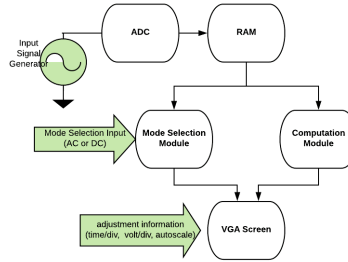 Input
Signal
Generator
ADC
RAM
Mode Selection Input
(AC or DC)
Mode Selection
Module
Computation
Module
adjustment information
(time/div, volt/div, autoscale)
VGA Screen